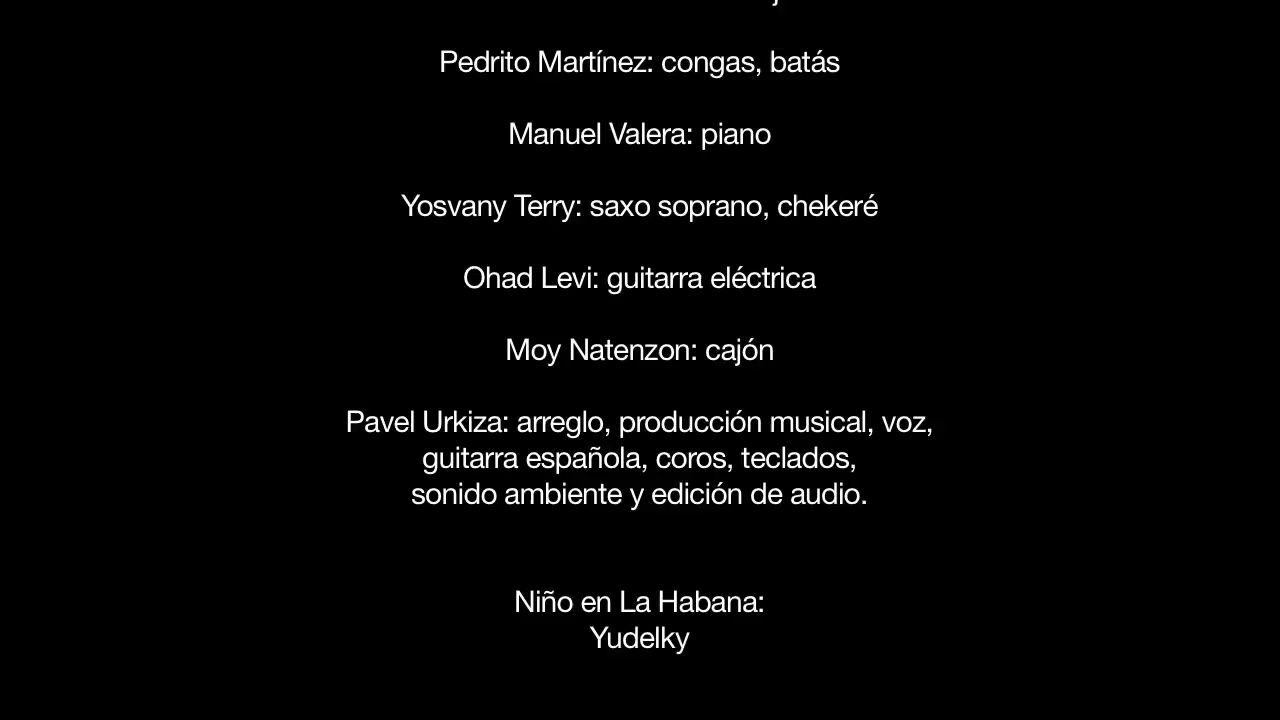 Pedrito Martínez: congas, batás
Manuel Valera: piano
Yosvany Terry: saxo soprano, chekeré
Ohad Levi: guitarra eléctrica
Moy Natenzon: cajón
Pavel Urkiza: arreglo, producción musical, voz,
guitarra española, coros, teclados,
sonido ambiente y edición de audio.
Niño en La Habana:
Yudelky